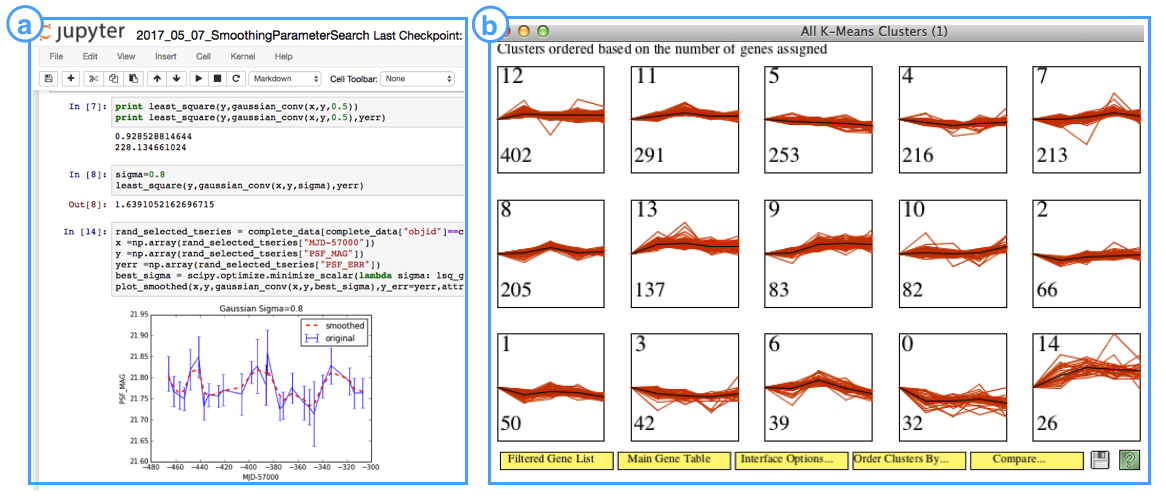 a
jupyter 2017_05_07_SmoothingParameterSearch Last Checkpoint:
File Edit View Insert Cell Kernel Help
Markdown Cell Toolbar: None
In [7]: print least_square(y,gaussian_conv(x,y,0.5))
print least_square(y,gaussian_conv(x,y,0.5),yerr)
0.928528814644
228.134661024
In [8]: sigma=0.8
least_square(y,gaussian_conv(x,y,sigma),yerr)
Out[8]: 1.6391052162696715
In [14]: rand_selected_tseries = complete_data[complete_data["objid"]==c
x =np.array(rand_selected_tseries["MJD-57000"])
y =np.array(rand_selected_tseries["PSF_MAG"])
yerr =np.array(rand_selected_tseries["PSF_ERR"])
best_sigma = scipy.optimize.minimize_scalar(lambda sigma: lsq_g
plot_smoothed(x,y,gaussian_conv(x,y,best_sigma),y_err=yerr,attr
Gaussian Sigma=0.8
smoothed
original
21.95
21.90
21.85
21.80
21.75
21.70
21.65
21.60
PSF MAG
−480 −460 −440 −420 −400 −380 −360 −340 −320 −300
MJD-57000
b
All K-Means Clusters (1)
Clusters ordered based on the number of genes assigned
12 11 5 4 7
402 291 253 216 213
8 13 9 10 2
205 137 83 82 66
1 3 6 0 14
50 42 39 32 26
Filtered Gene List Main Gene Table Interface Options... Order Clusters By... Compare... ?